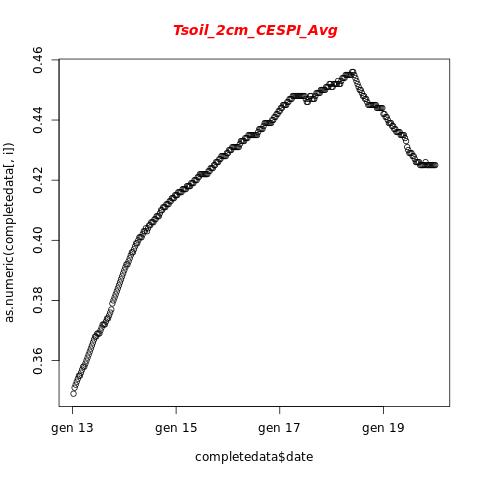 Tsoil_2cm_CESPI_Avg
as.numeric(completedata[, i])
0.46
0.44
0.42
0.40
0.38
0.36
gen 13
gen 15
gen 17
gen 19
completedata$date